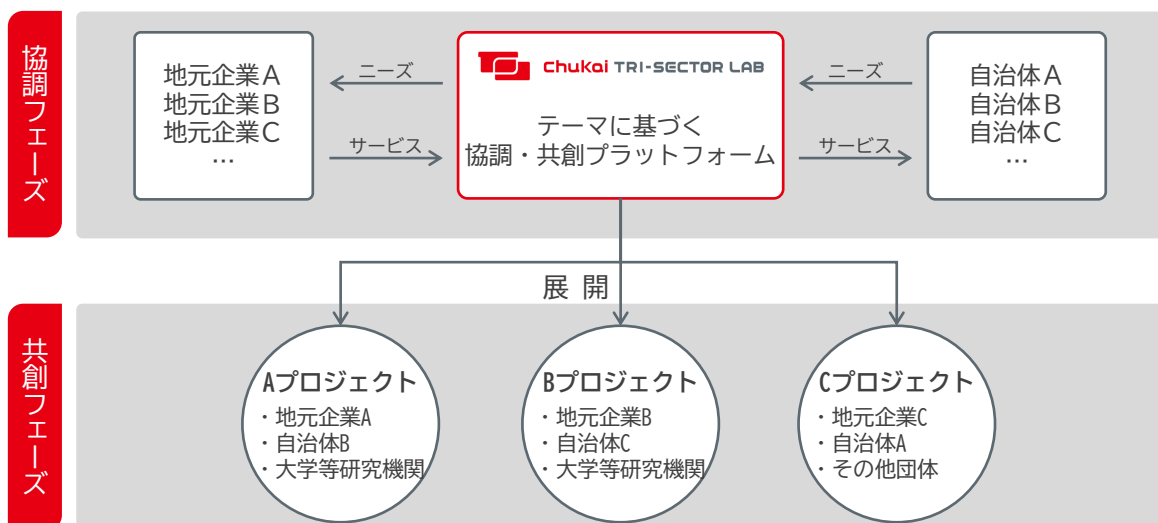 協調フェーズ
地元企業A
地元企業B
地元企業C
…
ニーズ
サービス
chukai TRI-SECTOR LAB
テーマに基づく
協調・共創プラットフォーム
ニーズ
サービス
自治体A
自治体B
自治体C
…
展 開
共創フェーズ
Aプロジェクト
・地元企業A
・自治体B
・大学等研究機関
Bプロジェクト
・地元企業B
・自治体C
・大学等研究機関
Cプロジェクト
・地元企業C
・自治体A
・その他団体